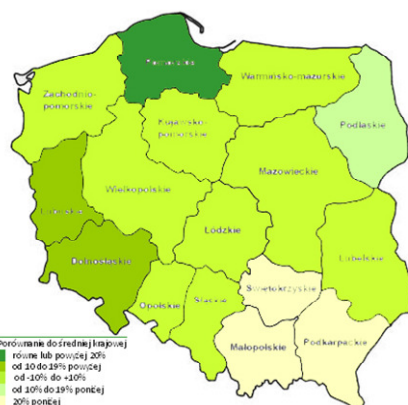 Pomorskie
Warmińsko-mazurskie
Zachodnio-
pomorskie
Kujawsko-
pomorskie
Podlaskie
Mazowieckie
Wielkopolskie
Lubuskie
Łódzkie
Dolnośląskie
Lubelskie
Opolskie
Śląskie
Świętokrzyskie
Małopolskie
Podkarpackie
Porównanie do średniej krajowej
równe lub powyżej 20%
od 10 do 19% powyżej
od -10% do +10%
od 10% do 19% poniżej
20% poniżej